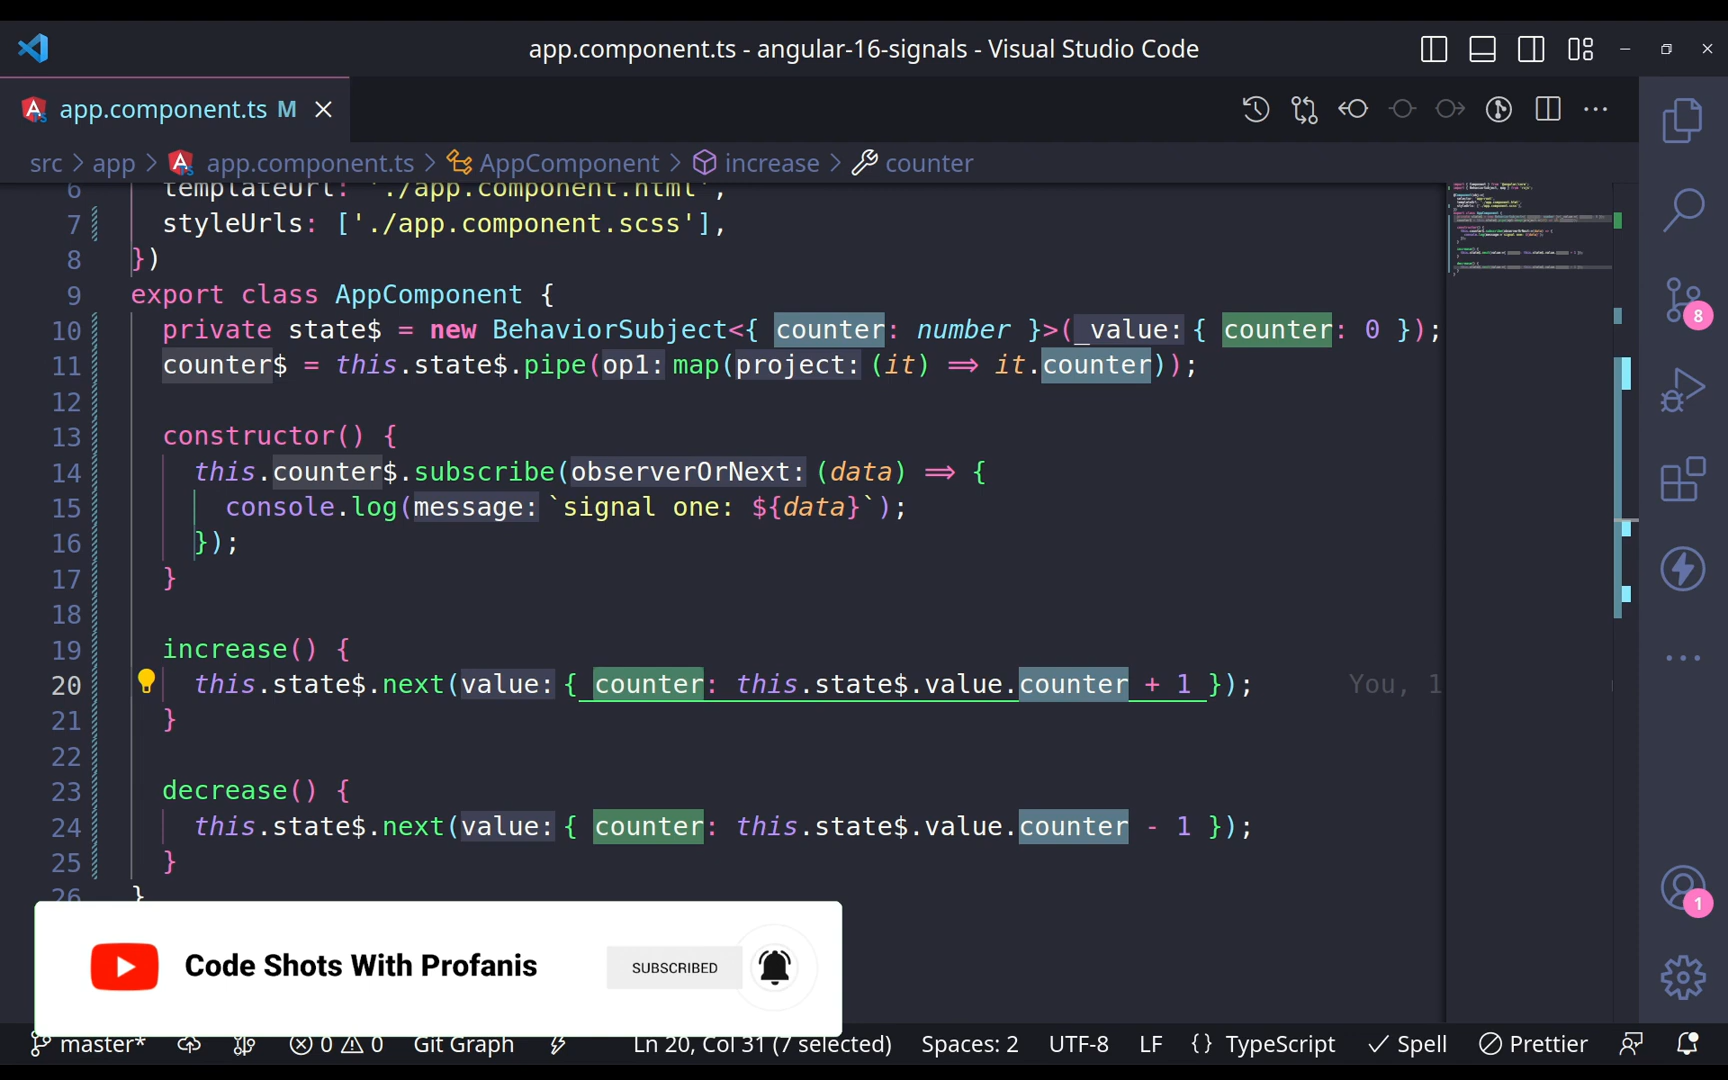 app.component.ts - angular-16-signals - Visual Studio Code
app.component.ts M
src > app > app.component.ts > AppComponent > increase > counter
6 templateUrl: './app.component.html',
7 styleUrls: ['./app.component.scss'],
8 })
9 export class AppComponent {
10 private state$ = new BehaviorSubject<{ counter: number }>(_value: { counter: 0 });
11 counter$ = this.state$.pipe(op1: map(project: (it) => it.counter));
12
13 constructor() {
14 this.counter$.subscribe(observerOrNext: (data) => {
15 console.log(message: `signal one: ${data}`);
16 });
17 }
18
19 increase() {
20 this.state$.next(value: { counter: this.state$.value.counter + 1 }); You, 1
21 }
22
23 decrease() {
24 this.state$.next(value: { counter: this.state$.value.counter - 1 });
25 }
26 }
8
1
Code Shots With Profanis
SUBSCRIBED
master* 0 0 Git Graph Ln 20, Col 31 (7 selected) Spaces: 2 UTF-8 LF {} TypeScript ✓ Spell Prettier